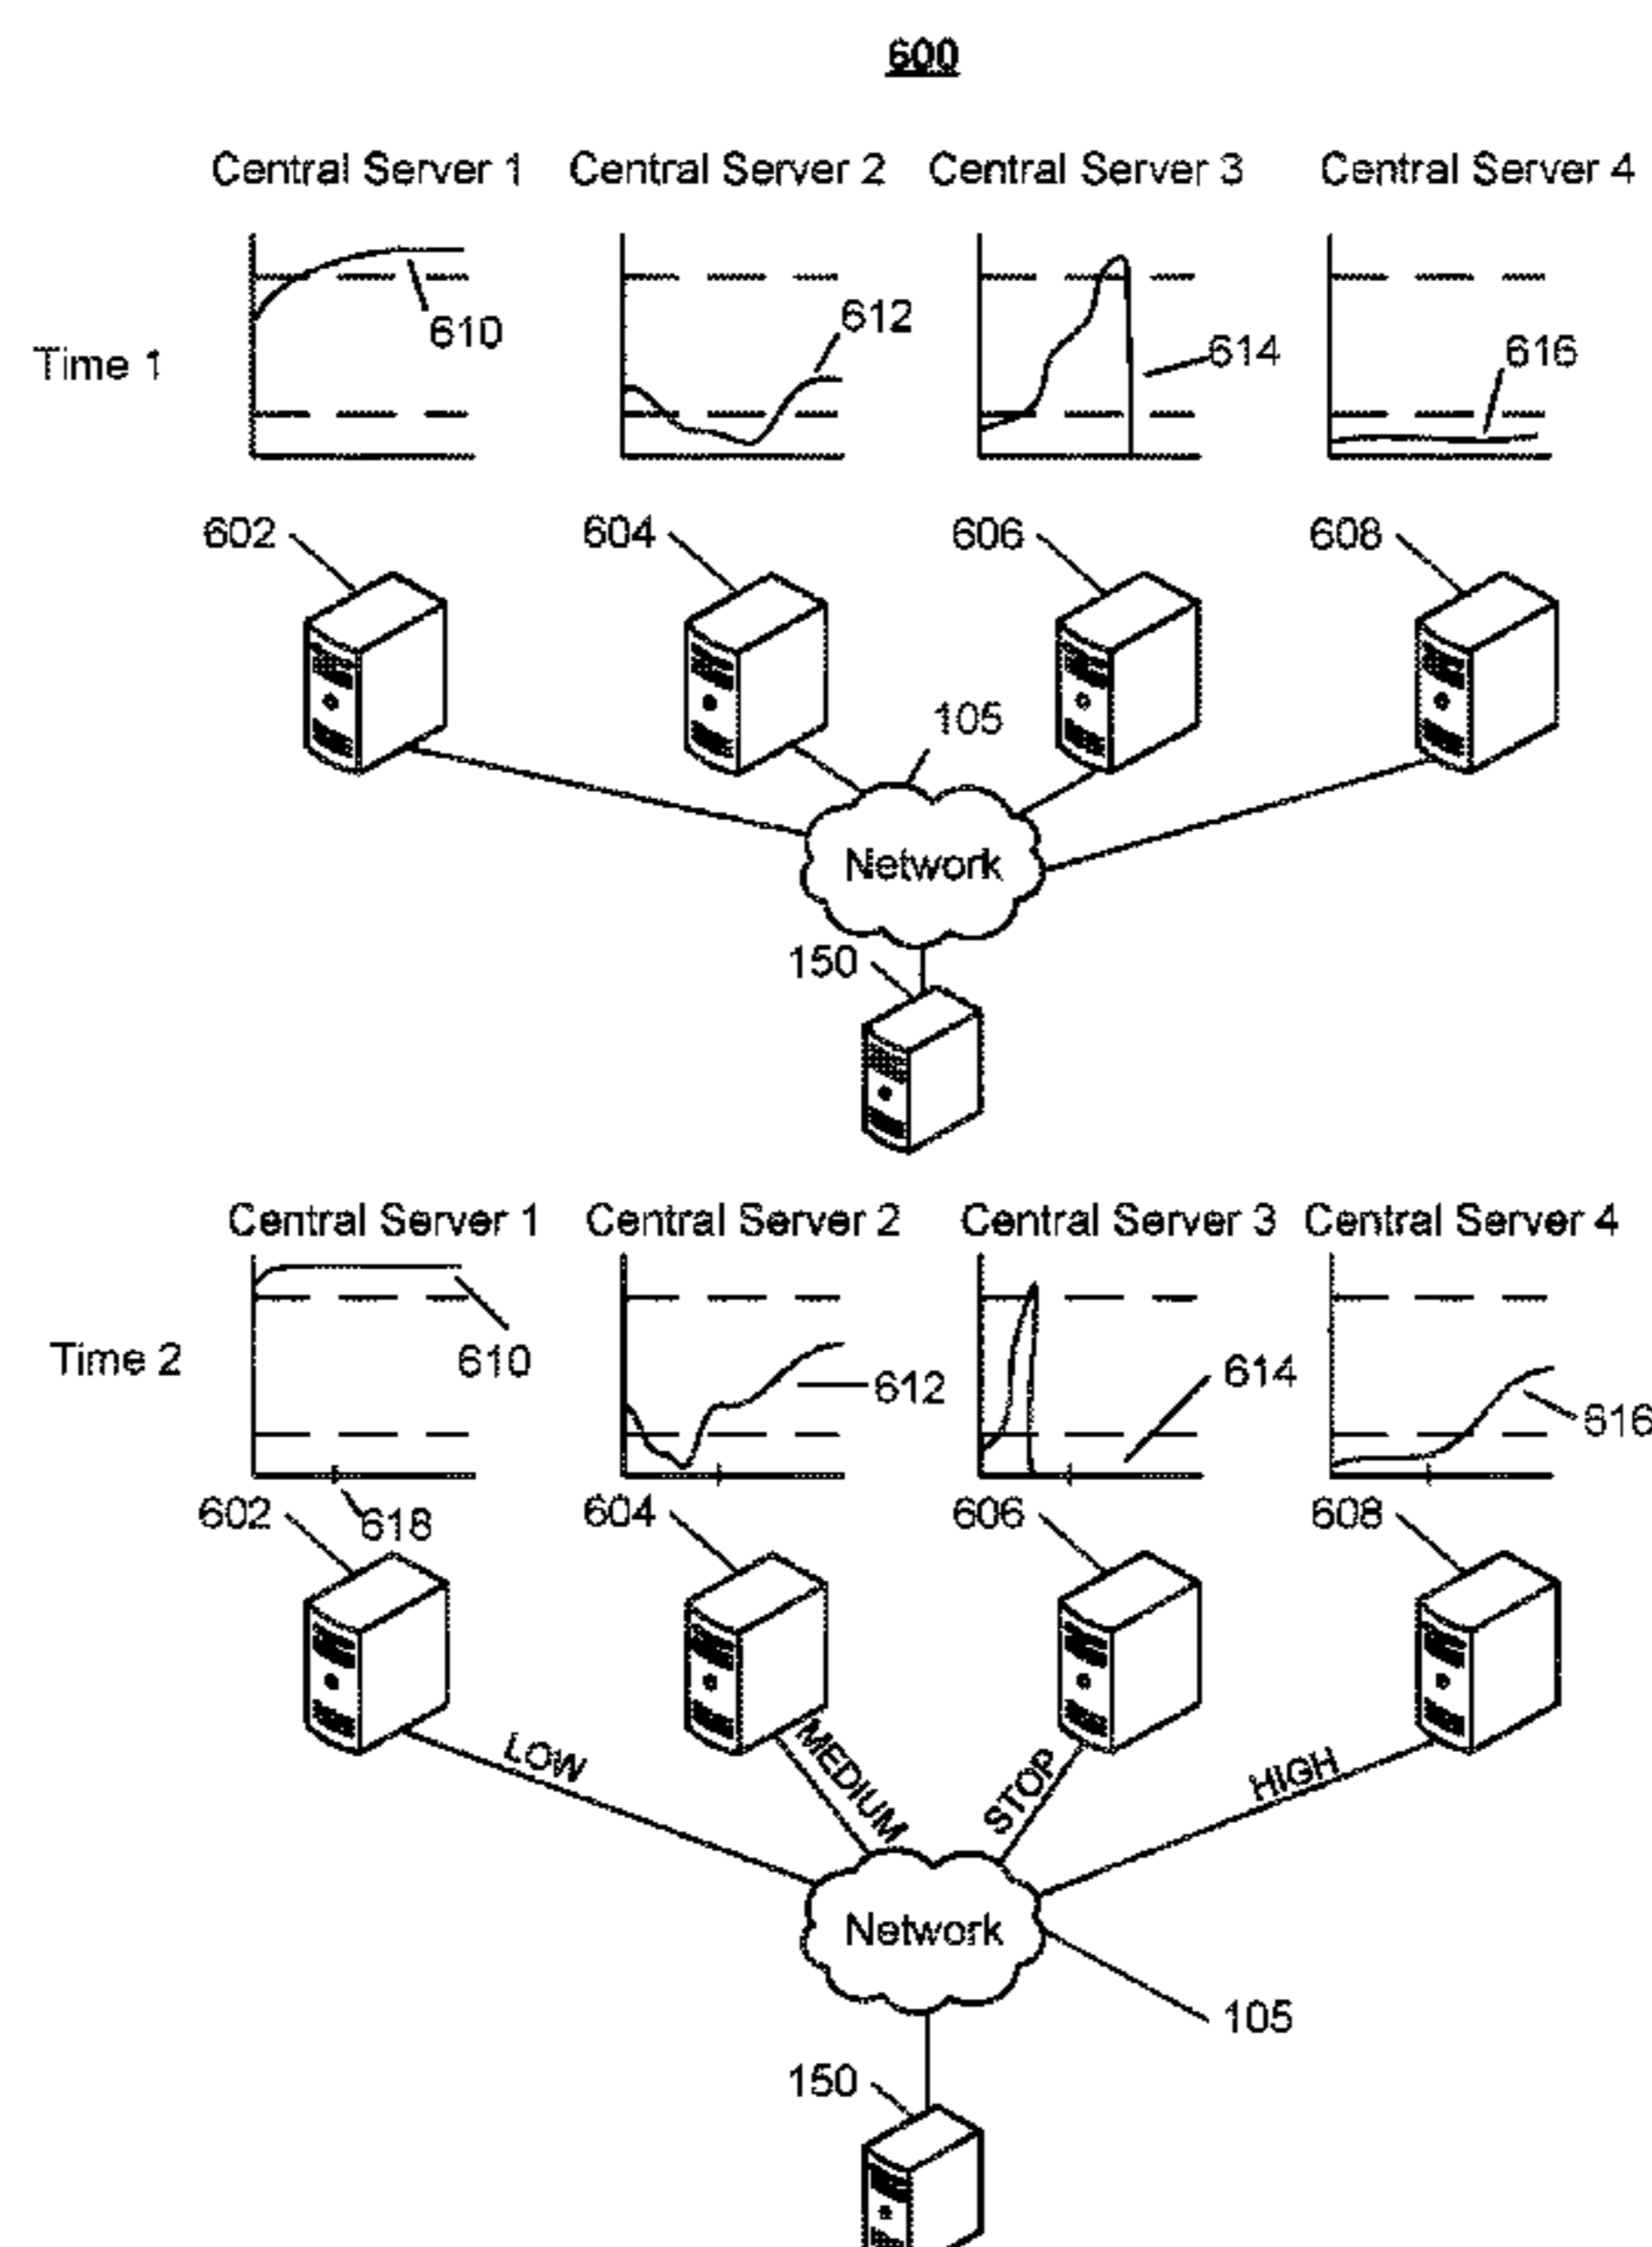 600
Central Server 1 Central Server 2 Central Server 3 Central Server 4
610
612
614
616
Time 1
602 604 606 608
105
Network
150
Central Server 1 Central Server 2 Central Server 3 Central Server 4
Time 2
610
612
614
616
602
618
604
606
608
LOW
MEDIUM
STOP
HIGH
Network
105
150